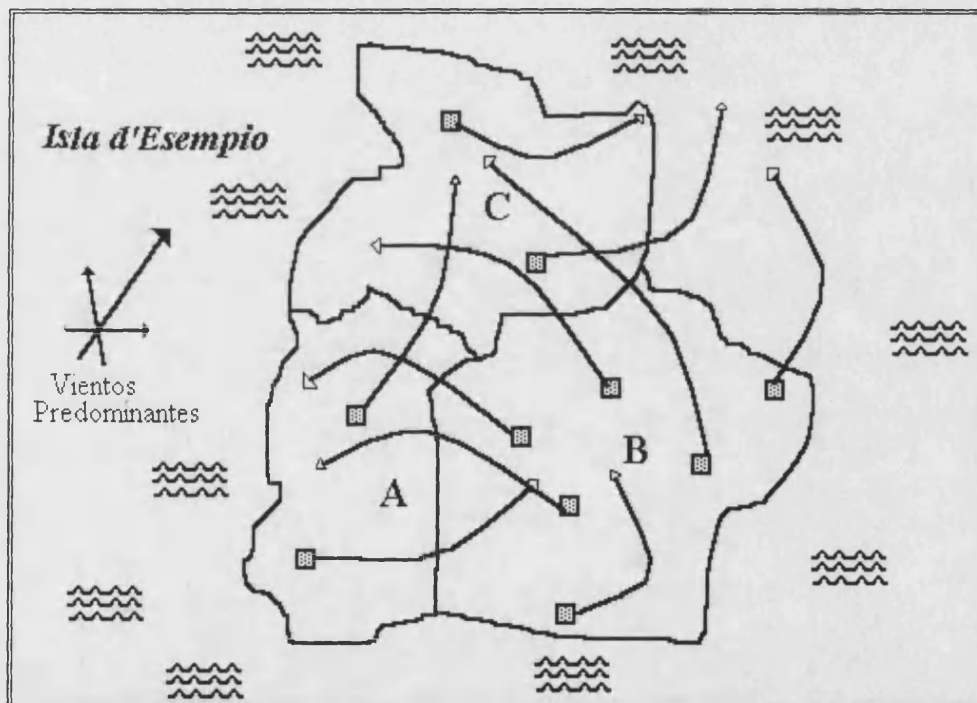 Isla d'Esempio
C
Vientos
Predominantes
B
A